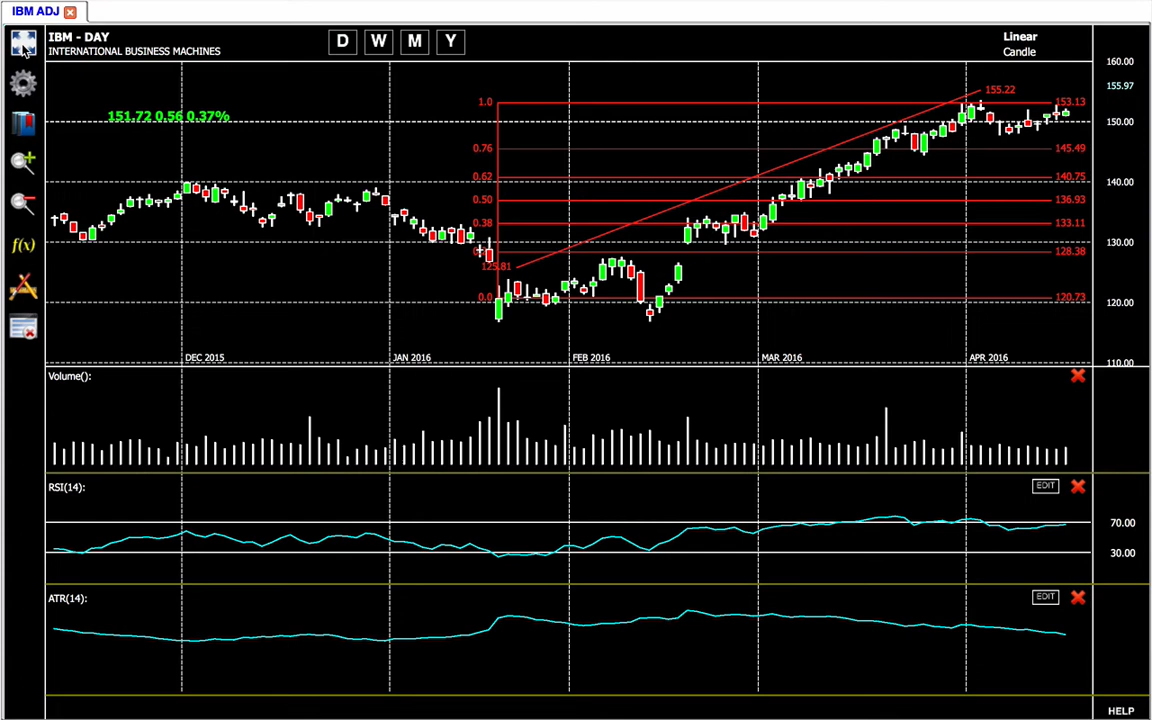 IBM ADJ
IBM - DAY
INTERNATIONAL BUSINESS MACHINES
D W M Y
Linear
Candle
160.00
155.97
151.72 0.56 0.37%
155.22
1.0
153.13
150.00
0.76
145.49
0.62
140.75
140.00
0.50
136.93
0.38
133.11
130.00
128.38
125.81
0.0
120.73
120.00
DEC 2015
JAN 2016
FEB 2016
MAR 2016
APR 2016
110.00
f(x)
Volume():
RSI(14):
EDIT
70.00
30.00
ATR(14):
EDIT
HELP